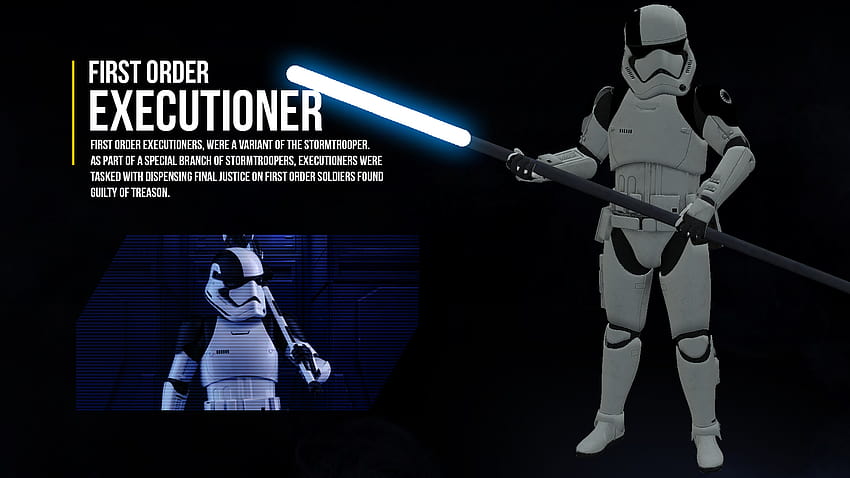 FIRST ORDER
EXECUTIONER
FIRST ORDER EXECUTIONERS, WERE A VARIANT OF THE STORMTROOPER.
AS PART OF A SPECIAL BRANCH OF STORMTROOPERS, EXECUTIONERS WERE
TASKED WITH DISPENSING FINAL JUSTICE ON FIRST ORDER SOLDIERS FOUND
GUILTY OF TREASON.